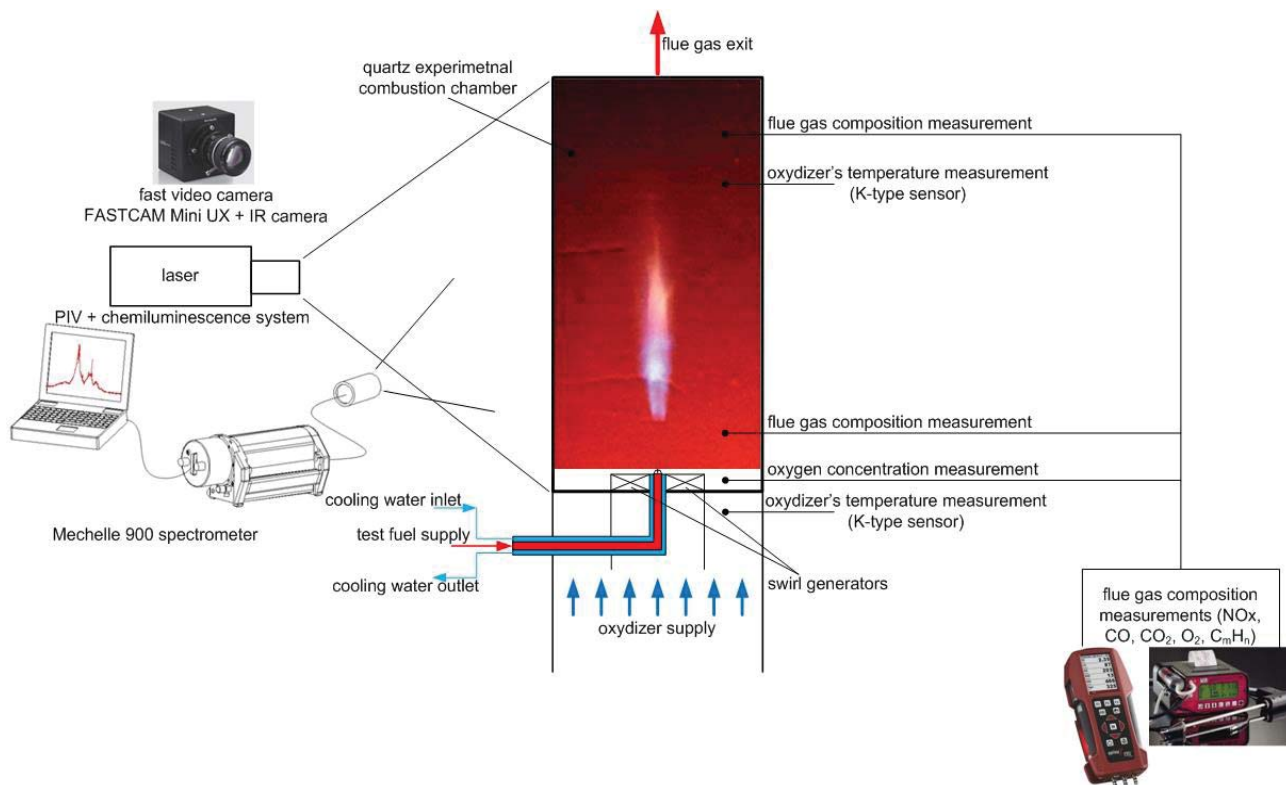 flue gas exit
quartz experimetnal
combustion chamber
flue gas composition measurement
oxydizer's temperature measurement
(K-type sensor)
fast video camera
FASTCAM Mini UX + IR camera
laser
PIV + chemiluminescence system
flue gas composition measurement
oxygen concentration measurement
oxydizer's temperature measurement
(K-type sensor)
cooling water inlet
test fuel supply
cooling water outlet
Mechelle 900 spectrometer
swirl generators
oxydizer supply
flue gas composition
measurements (NOx,
CO, CO₂, O₂, CₘHₙ)